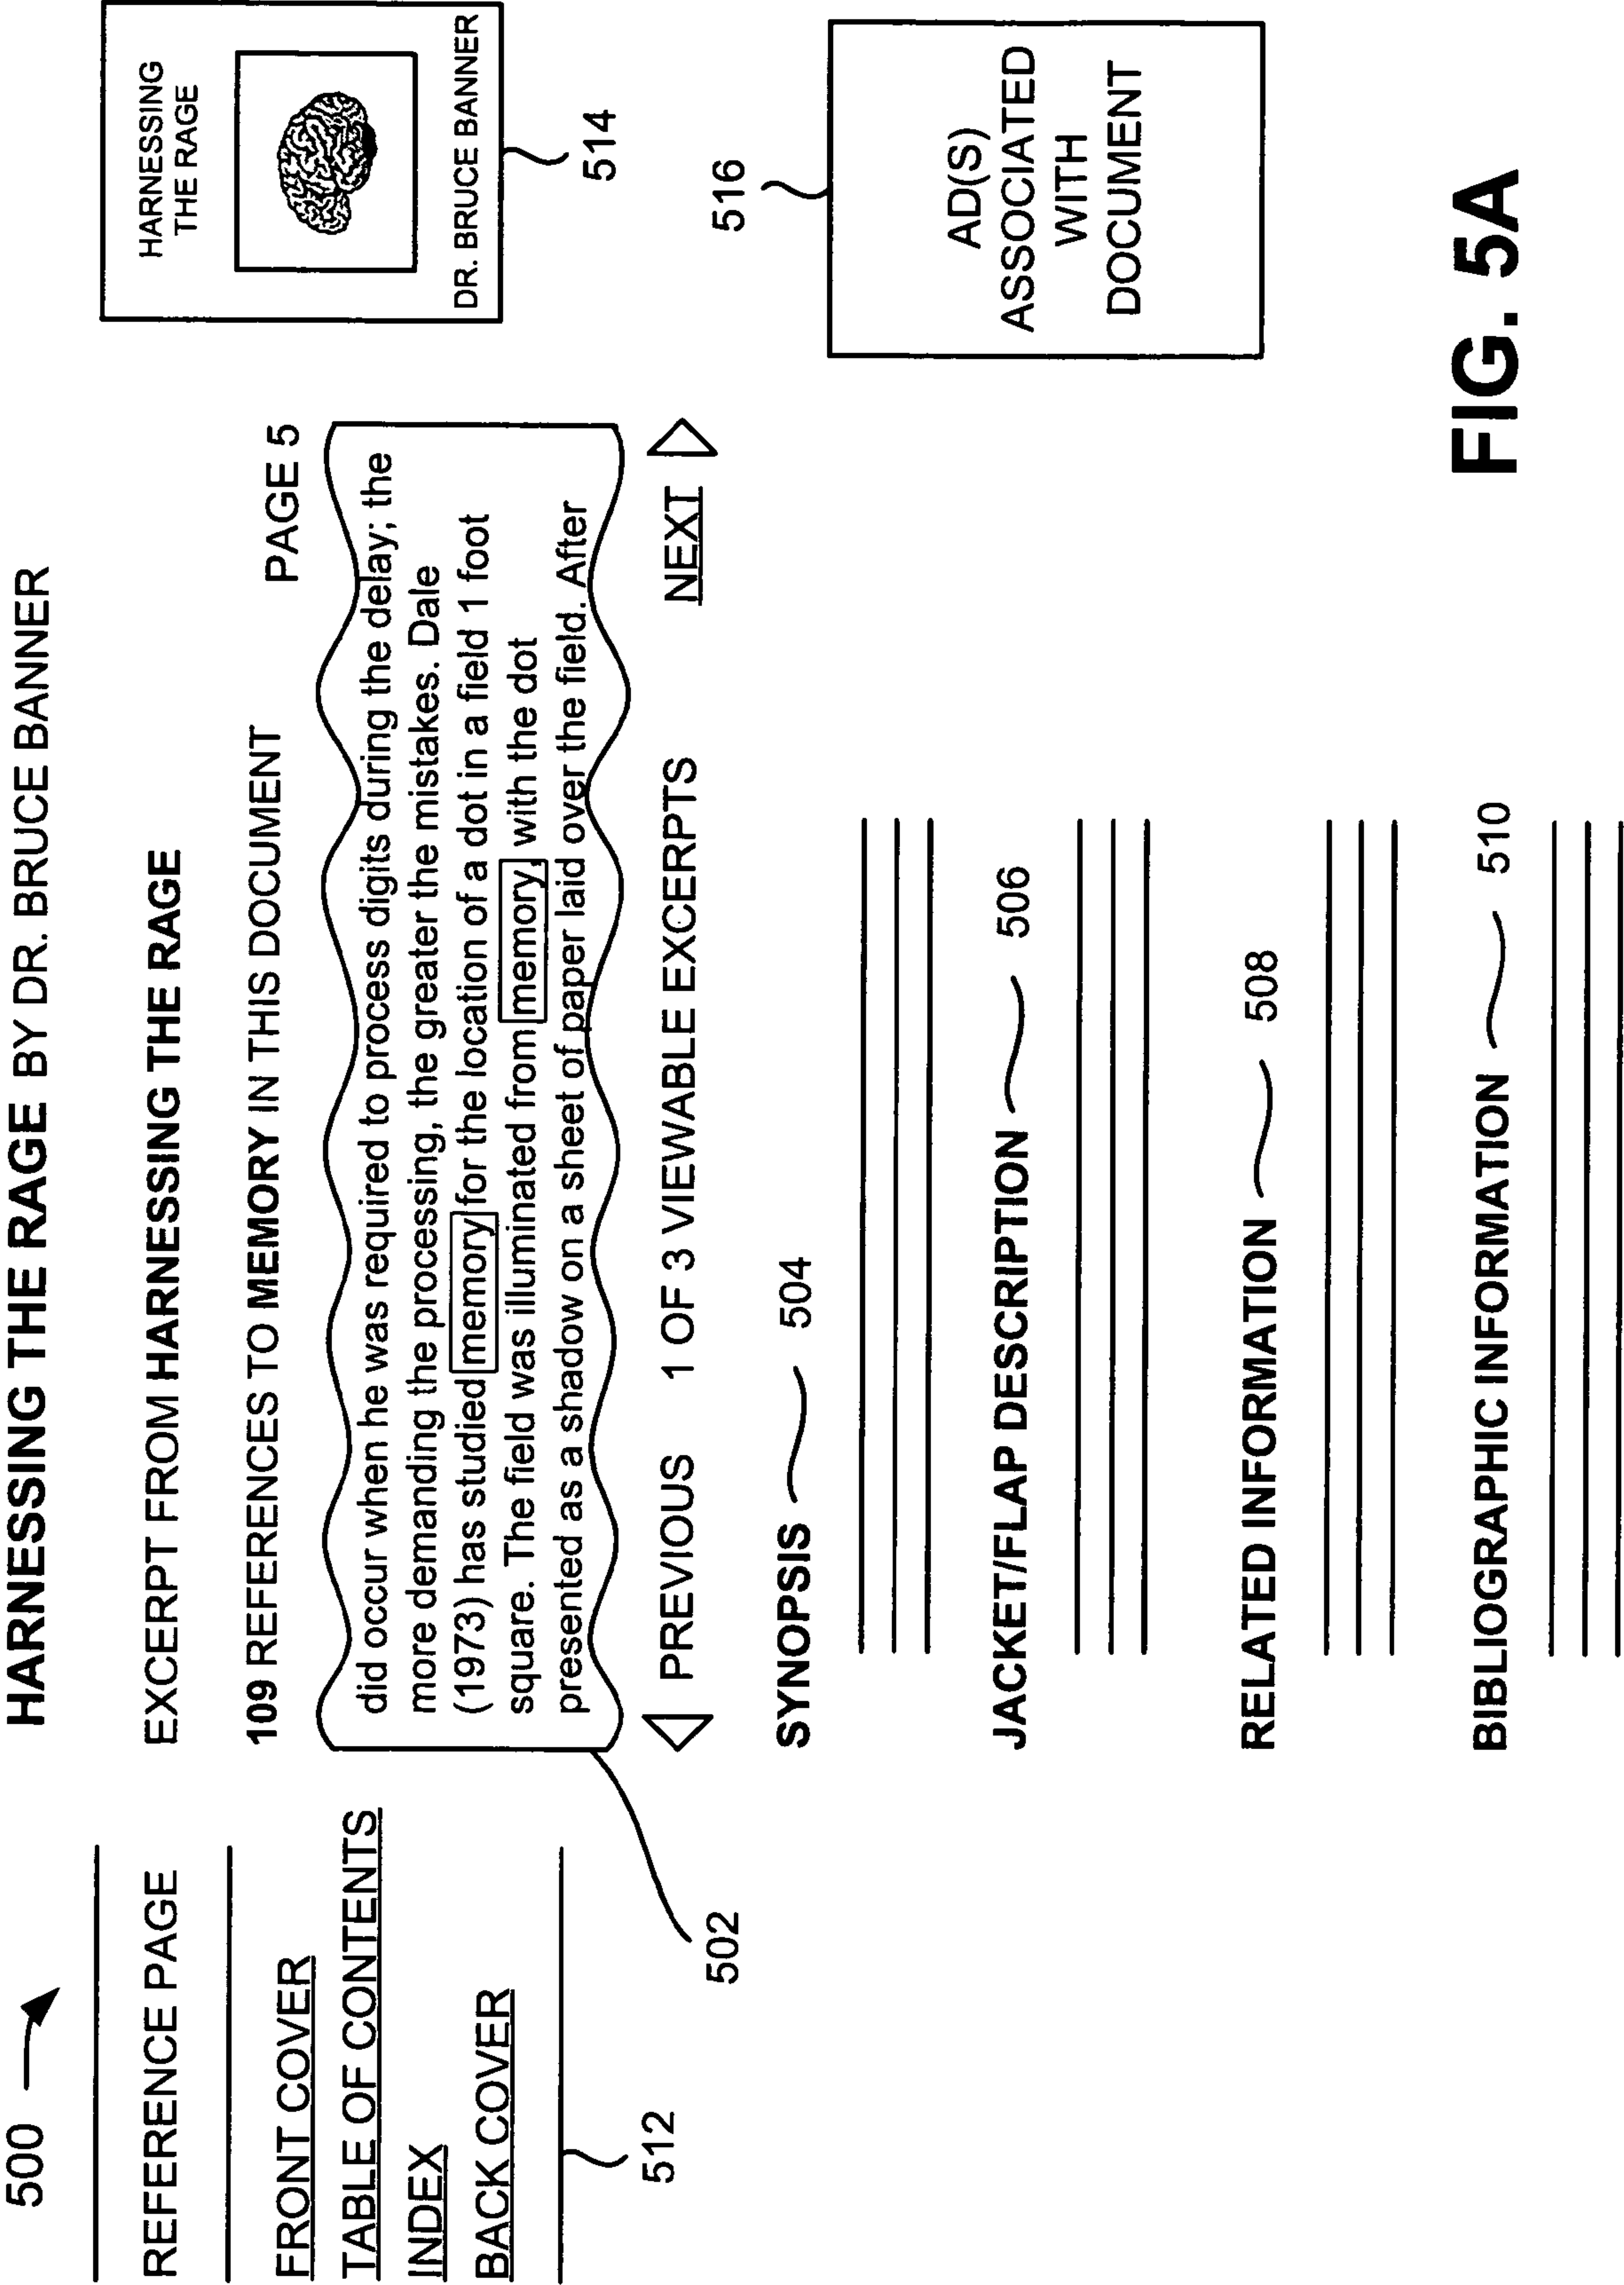 500
HARNESSING THE RAGE BY DR. BRUCE BANNER
REFERENCE PAGE
FRONT COVER
TABLE OF CONTENTS
INDEX
BACK COVER
512
EXCERPT FROM HARNESSING THE RAGE
109 REFERENCES TO MEMORY IN THIS DOCUMENT
PAGE 5
did occur when he was required to process digits during the delay; the
more demanding the processing, the greater the mistakes. Dale
(1973) has studied memory for the location of a dot in a field 1 foot
square. The field was illuminated from memory, with the dot
presented as a shadow on a sheet of paper laid over the field. After
502
PREVIOUS 1 OF 3 VIEWABLE EXCERPTS NEXT
SYNOPSIS 504
JACKET/FLAP DESCRIPTION 506
RELATED INFORMATION 508
BIBLIOGRAPHIC INFORMATION 510
HARNESSING
THE RAGE
DR. BRUCE BANNER
514
516
AD(S)
ASSOCIATED
WITH
DOCUMENT
FIG. 5A